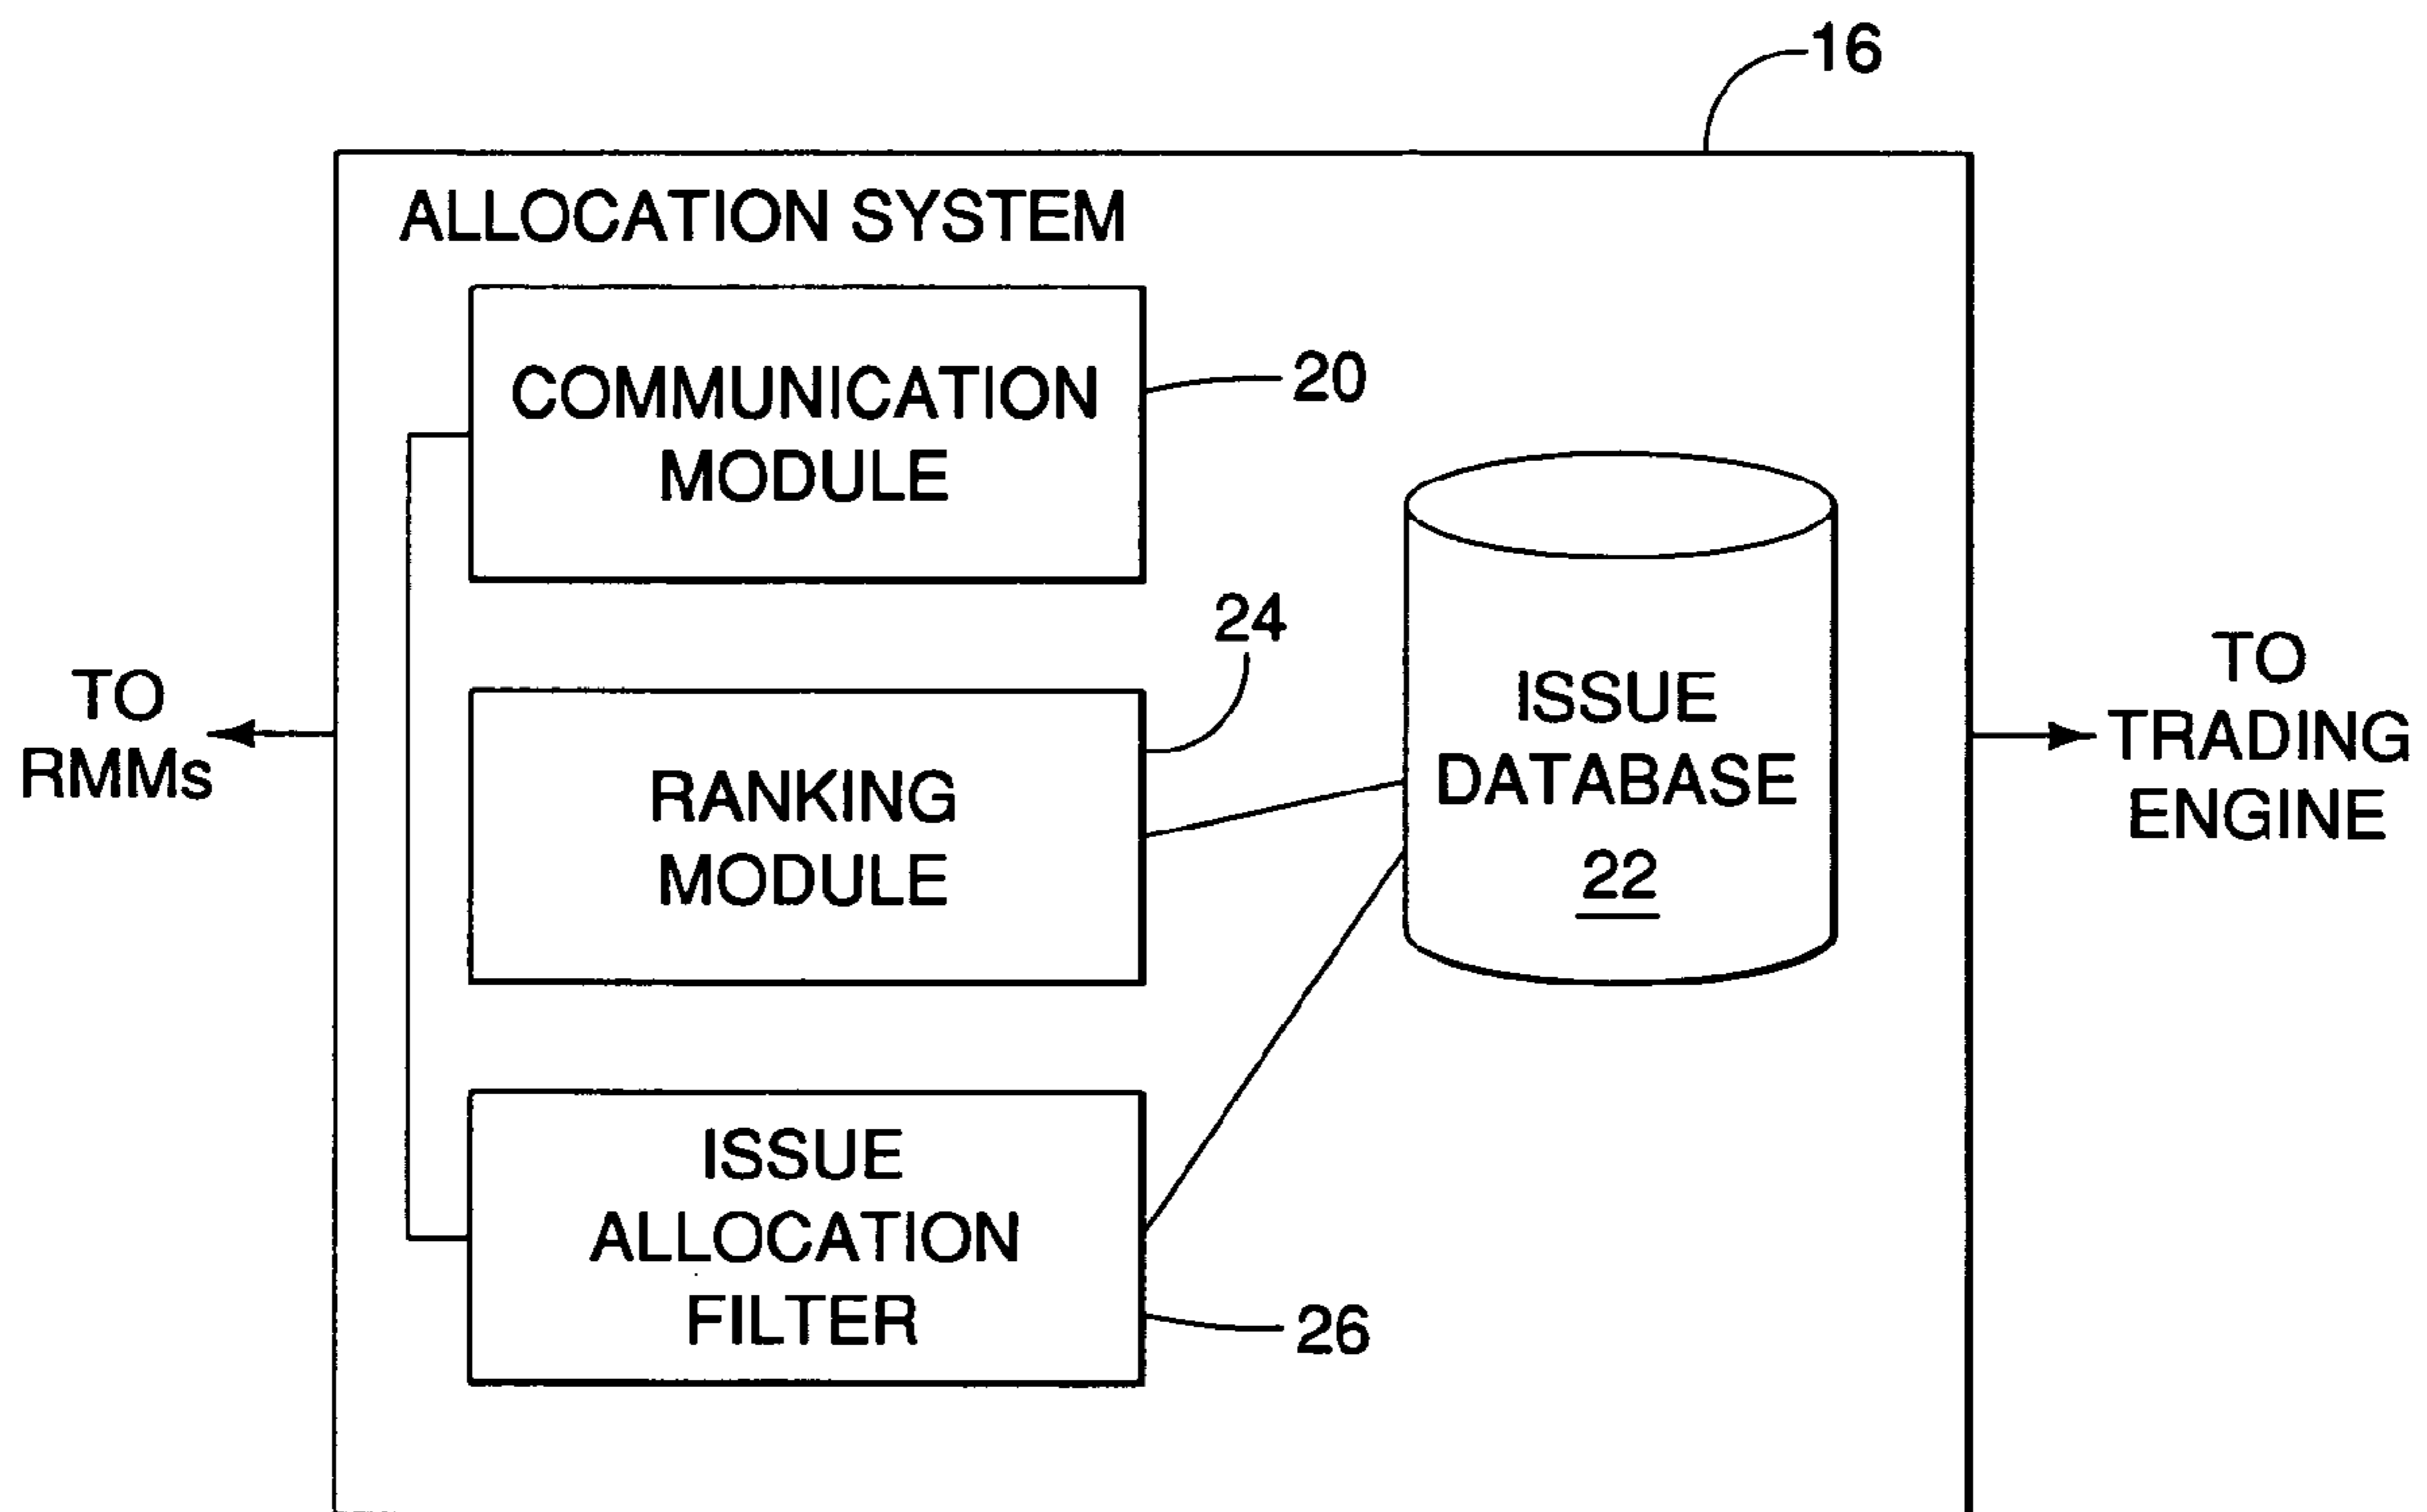 16
ALLOCATION SYSTEM
COMMUNICATION
MODULE
20
24
RANKING
MODULE
ISSUE
DATABASE
22
ISSUE
ALLOCATION
FILTER
26
TO
RMMs
TO
TRADING
ENGINE